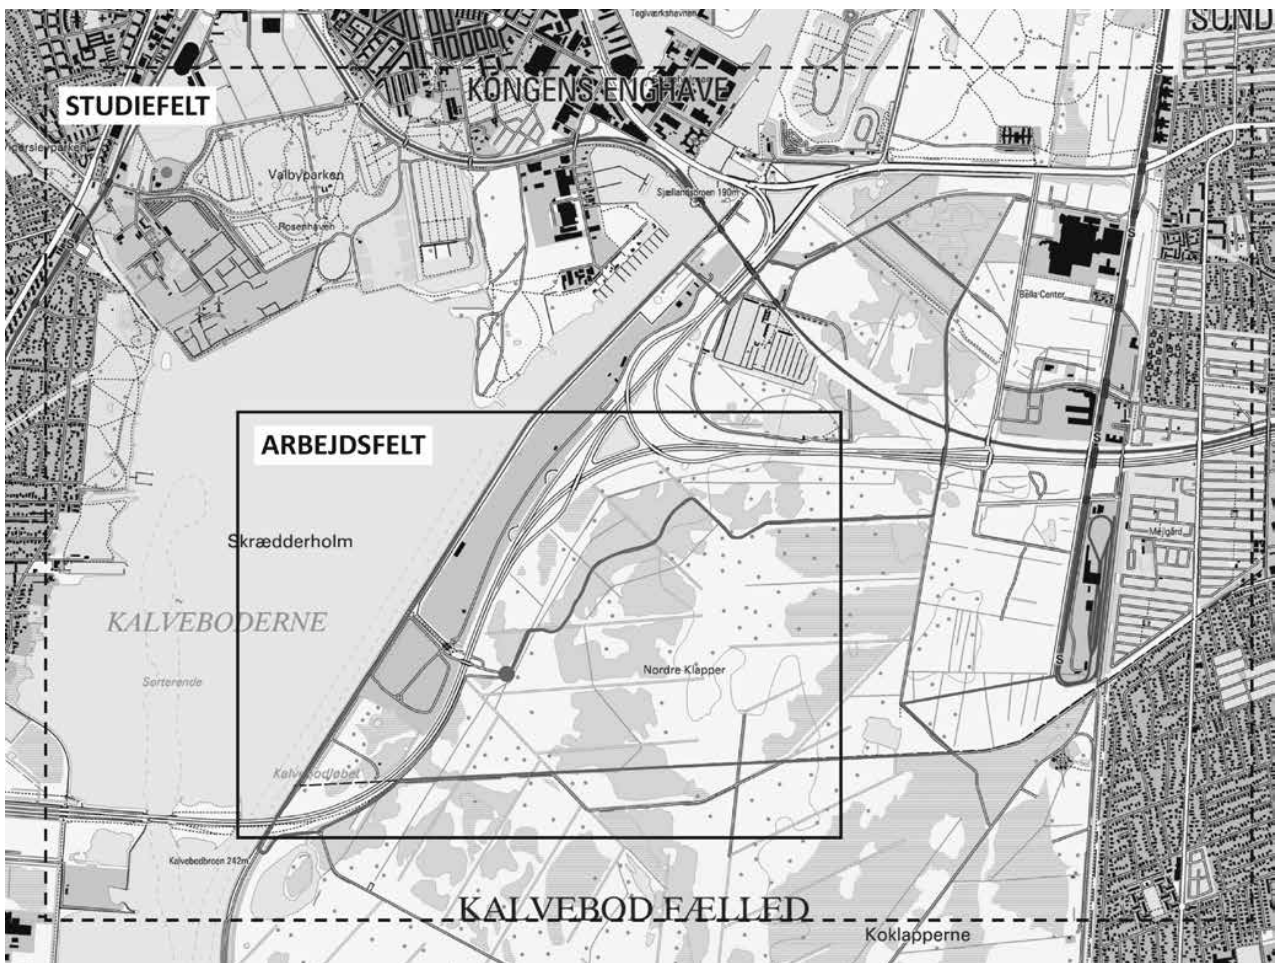 Teglværkshavnen
SUND
STUDIEFELT
KONGENS ENGHAVE
Valbyparken
Sjællandsbroen 190m
Rosenhaven
Bella Center
ARBEJDSFELT
S
S
S
S
S
Mejlgård
Skrædderholm
KALVEBODERNE
Nordre Klapper
Sorterende
Kalvebodløbet
Kalvebodbroen 242m
KALVEBOD FÆLLED
Koklapperne